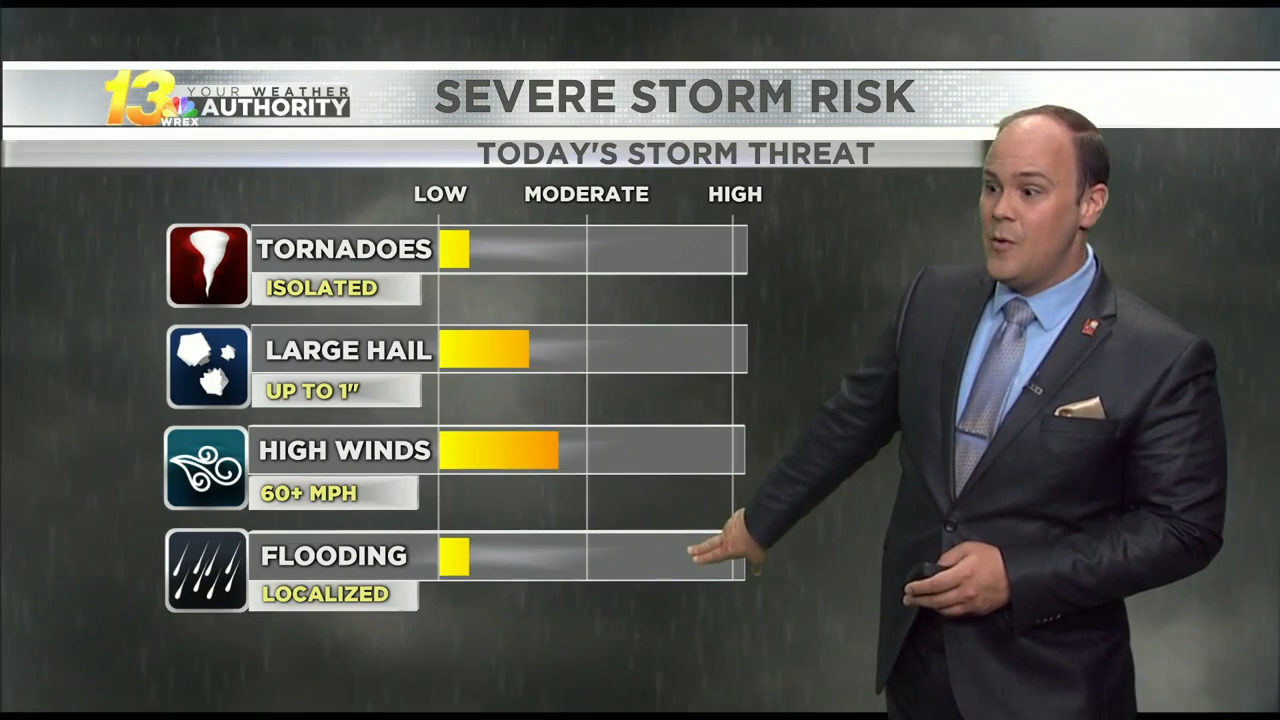 13 YOUR WEATHER
AUTHORITY
WREX
SEVERE STORM RISK
TODAY'S STORM THREAT
LOW MODERATE HIGH
TORNADOES
ISOLATED
LARGE HAIL
UP TO 1"
HIGH WINDS
60+ MPH
FLOODING
LOCALIZED